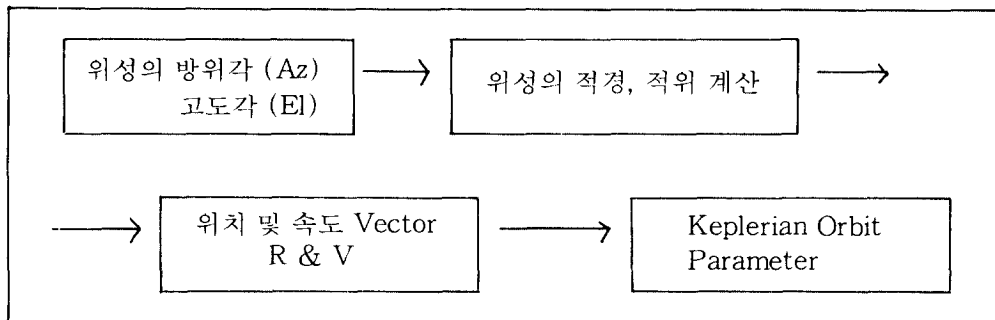 위성의 방위각 (Az)
고도각 (El)
위성의 적경, 적위 계산
위치 및 속도 Vector
R & V
Keplerian Orbit
Parameter